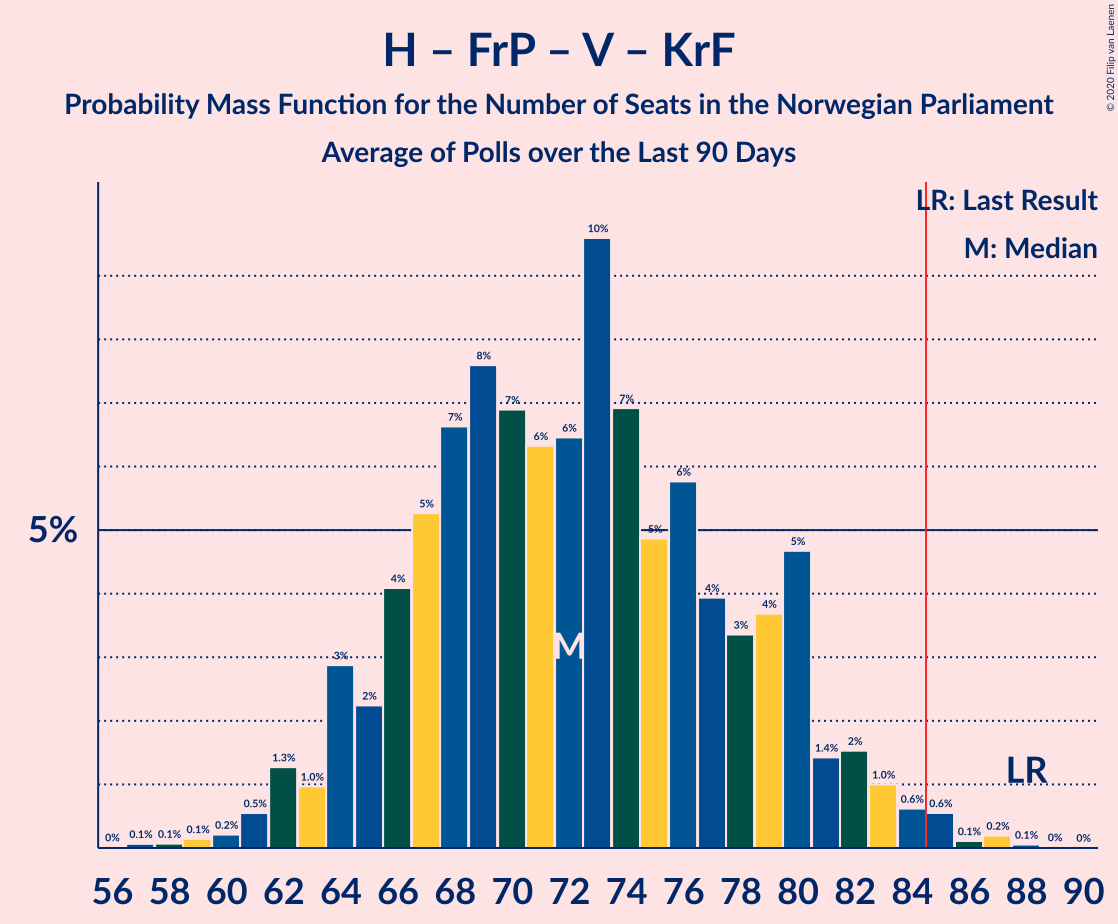 H – FrP – V – KrF
Probability Mass Function for the Number of Seats in the Norwegian Parliament
Average of Polls over the Last 90 Days
© 2020 Filip van Laenen
LR: Last Result
M: Median
5%
0% 0.1% 0.1% 0.1% 0.2% 0.5% 1.3% 1.0% 3% 2% 4% 5% 7% 8% 7% 6% 6% 10% 7% 5% 6% 4% 3% 4% 5% 1.4% 2% 1.0% 0.6% 0.6% 0.1% 0.2% 0.1% 0% 0%
M
LR
56 58 60 62 64 66 68 70 72 74 76 78 80 82 84 86 88 90